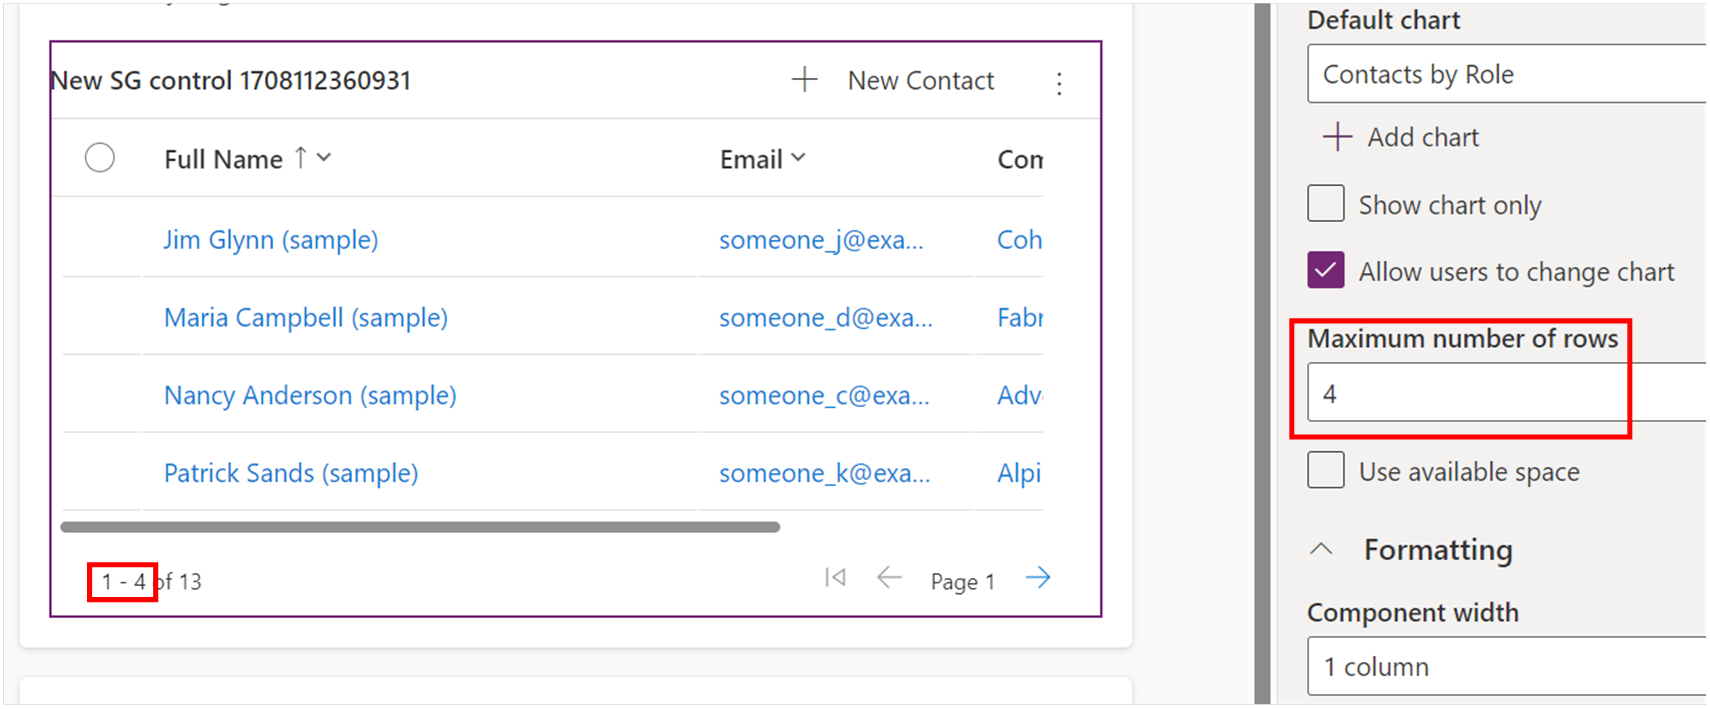 New SG control 1708112360931
New Contact
Full Name
Email
Com
Jim Glynn (sample)
someone_j@exa...
Coh
Maria Campbell (sample)
someone_d@exa...
Fabr
Nancy Anderson (sample)
someone_c@exa...
Adv
Patrick Sands (sample)
someone_k@exa...
Alpi
1 - 4 of 13
Page 1
Default chart
Contacts by Role
Add chart
Show chart only
Allow users to change chart
Maximum number of rows
4
Use available space
Formatting
Component width
1 column